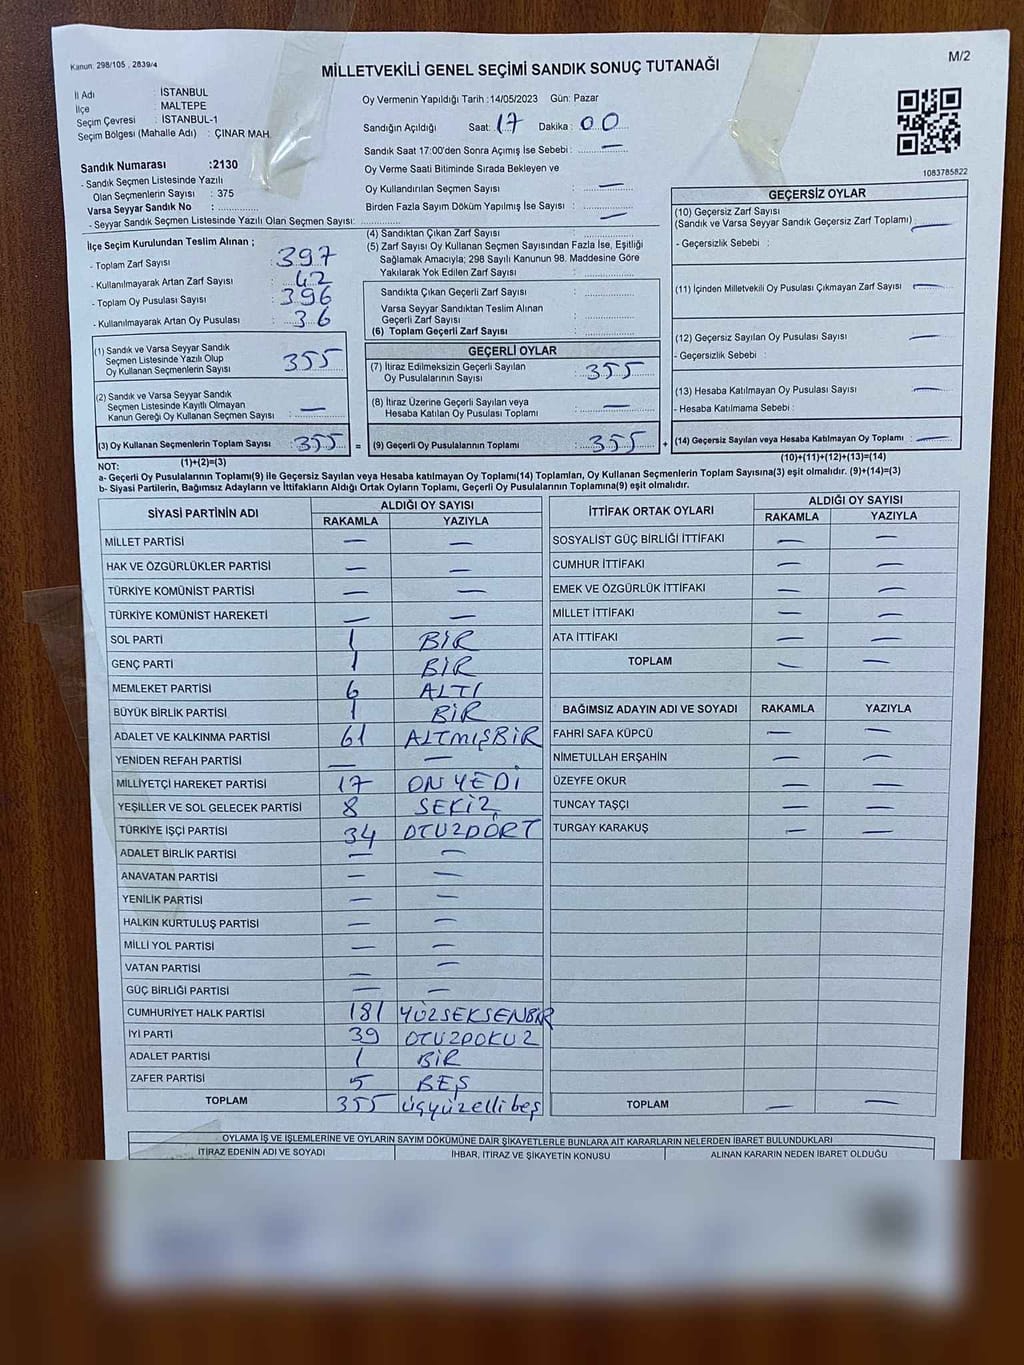 Kanun: 298/105 , 2839/4
M/2
MİLLETVEKİLİ GENEL SEÇİMİ SANDIK SONUÇ TUTANAĞI
İl Adı : İSTANBUL
İlçe : MALTEPE
Seçim Çevresi : İSTANBUL-1
Seçim Bölgesi (Mahalle Adı) : ÇINAR MAH.
Sandık Numarası :2130
- Sandık Seçmen Listesinde Yazılı
Olan Seçmenlerin Sayısı : 375
Varsa Seyyar Sandık No :
- Seyyar Sandık Seçmen Listesinde Yazılı Olan Seçmen Sayısı:
Oy Vermenin Yapıldığı Tarih :14/05/2023 Gün: Pazar
Sandığın Açıldığı Saat: 17 Dakika : 00
Sandık Saat 17:00'den Sonra Açımış İse Sebebi : —
Oy Verme Saati Bitiminde Sırada Bekleyen ve
Oy Kullandırılan Seçmen Sayısı : —
Birden Fazla Sayım Döküm Yapılmış İse Sayısı : —
1083785822
İlçe Seçim Kurulundan Teslim Alınan ;
- Toplam Zarf Sayısı : 397
- Kullanılmayarak Artan Zarf Sayısı : 42
- Toplam Oy Pusulası Sayısı : 396
- Kullanılmayarak Artan Oy Pusulası : 36
(1) Sandık ve Varsa Seyyar Sandık
Seçmen Listesinde Yazılı Olup
Oy Kullanan Seçmenlerin Sayısı : 355
(2) Sandık ve Varsa Seyyar Sandık
Seçmen Listesinde Kayıtlı Olmayan
Kanun Gereği Oy Kullanan Seçmen Sayısı : —
(3) Oy Kullanan Seçmenlerin Toplam Sayısı : 355 =
(1)+(2)=(3)
(4) Sandıktan Çıkan Zarf Sayısı :
(5) Zarf Sayısı Oy Kullanan Seçmen Sayısından Fazla İse, Eşitliği
Sağlamak Amacıyla; 298 Sayılı Kanunun 98. Maddesine Göre
Yakılarak Yok Edilen Zarf Sayısı :
Sandıkta Çıkan Geçerli Zarf Sayısı :
Varsa Seyyar Sandıktan Teslim Alınan
Geçerli Zarf Sayısı :
(6) Toplam Geçerli Zarf Sayısı :
GEÇERLİ OYLAR
(7) İtiraz Edilmeksizin Geçerli Sayılan
Oy Pusulalarının Sayısı : 355
(8) İtiraz Üzerine Geçerli Sayılan veya
Hesaba Katılan Oy Pusulası Toplamı : —
(9) Geçerli Oy Pusulalarının Toplamı : 355 +
GEÇERSİZ OYLAR
(10) Geçersiz Zarf Sayısı
(Sandık ve Varsa Seyyar Sandık Geçersiz Zarf Toplamı) : —
- Geçersizlik Sebebi :
(11) İçinden Milletvekili Oy Pusulası Çıkmayan Zarf Sayısı : —
(12) Geçersiz Sayılan Oy Pusulası Sayısı : —
- Geçersizlik Sebebi :
(13) Hesaba Katılmayan Oy Pusulası Sayısı : —
- Hesaba Katılmama Sebebi :
(14) Geçersiz Sayılan veya Hesaba Katılmayan Oy Toplamı : —
(10)+(11)+(12)+(13)=(14)
NOT:
a- Geçerli Oy Pusulalarının Toplamı(9) ile Geçersiz Sayılan veya Hesaba katılmayan Oy Toplamı(14) Toplamları, Oy Kullanan Seçmenlerin Toplam Sayısına(3) eşit olmalıdır. (9)+(14)=(3)
b- Siyasi Partilerin, Bağımsız Adayların ve İttifakların Aldığı Ortak Oyların Toplamı, Geçerli Oy Pusulalarının Toplamına(9) eşit olmalıdır.
SİYASİ PARTİNİN ADI ALDIĞI OY SAYISI
RAKAMLA YAZIYLA
MİLLET PARTİSİ — —
HAK VE ÖZGÜRLÜKLER PARTİSİ — —
TÜRKİYE KOMÜNİST PARTİSİ — —
TÜRKİYE KOMÜNİST HAREKETİ — —
SOL PARTİ 1 BİR
GENÇ PARTİ 1 BİR
MEMLEKET PARTİSİ 6 ALTI
BÜYÜK BİRLİK PARTİSİ 1 BİR
ADALET VE KALKINMA PARTİSİ 61 ALTMIŞBİR
YENİDEN REFAH PARTİSİ — —
MİLLİYETÇİ HAREKET PARTİSİ 17 ON YEDİ
YEŞİLLER VE SOL GELECEK PARTİSİ 8 SEKİZ
TÜRKİYE İŞÇİ PARTİSİ 34 OTUZDÖRT
ADALET BİRLİK PARTİSİ — —
ANAVATAN PARTİSİ — —
YENİLİK PARTİSİ — —
HALKIN KURTULUŞ PARTİSİ — —
MİLLİ YOL PARTİSİ — —
VATAN PARTİSİ — —
GÜÇ BİRLİĞİ PARTİSİ — —
CUMHURİYET HALK PARTİSİ 181 YÜZSEKSENBİR
İYİ PARTİ 39 OTUZDOKUZ
ADALET PARTİSİ 1 BİR
ZAFER PARTİSİ 5 BEŞ
TOPLAM 355 üçyüzellibeş
İTTİFAK ORTAK OYLARI ALDIĞI OY SAYISI
RAKAMLA YAZIYLA
SOSYALİST GÜÇ BİRLİĞİ İTTİFAKI — —
CUMHUR İTTİFAKI — —
EMEK VE ÖZGÜRLÜK İTTİFAKI — —
MİLLET İTTİFAKI — —
ATA İTTİFAKI — —
TOPLAM — —
BAĞIMSIZ ADAYIN ADI VE SOYADI RAKAMLA YAZIYLA
FAHRİ SAFA KÜPCÜ — —
NİMETULLAH ERŞAHİN — —
ÜZEYFE OKUR — —
TUNCAY TAŞÇI — —
TURGAY KARAKUŞ — —
TOPLAM — —
OYLAMA İŞ VE İŞLEMLERİNE VE OYLARIN SAYIM DÖKÜMÜNE DAİR ŞİKAYETLERLE BUNLARA AİT KARARLARIN NELERDEN İBARET BULUNDUKLARI
İTİRAZ EDENİN ADI VE SOYADI İHBAR, İTİRAZ VE ŞİKAYETİN KONUSU ALINAN KARARIN NEDEN İBARET OLDUĞU